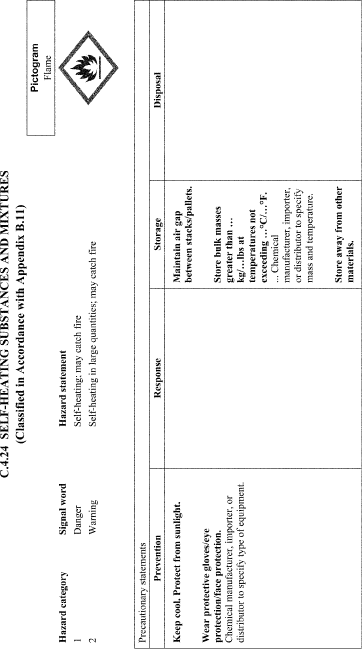 C.4.24 SELF-HEATING SUBSTANCES AND MIXTURES
(Classified in Accordance with Appendix B.11)
Pictogram
Flame
Hazard category Signal word Hazard statement
1 Danger Self-heating; may catch fire
2 Warning Self-heating in large quantities; may catch fire
Precautionary statements
Prevention Response Storage Disposal
Keep cool. Protect from sunlight.
Wear protective gloves/eye
protection/face protection.
Chemical manufacturer, importer, or
distributor to specify type of equipment.
Maintain air gap
between stacks/pallets.
Store bulk masses
greater than …
kg/…lbs at
temperatures not
exceeding …°C/…°F.
... Chemical
manufacturer, importer,
or distributor to specify
mass and temperature.
Store away from other
materials.